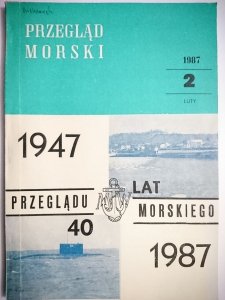 PRZEGLĄD
MORSKI
1987
2
LUTY
1947
LAT
PRZEGLĄDU MORSKIEGO
40
1987